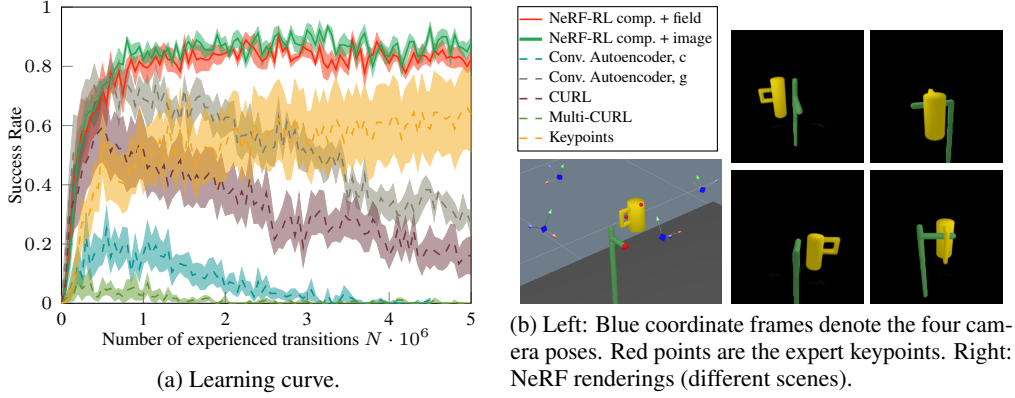 1
0.8
0.6
0.4
0.2
0
0
1
2
3
4
5
Success Rate
Number of experienced transitions N · 10⁶
(a) Learning curve.
NeRF-RL comp. + field
NeRF-RL comp. + image
Conv. Autoencoder, c
Conv. Autoencoder, g
CURL
Multi-CURL
Keypoints
(b) Left: Blue coordinate frames denote the four cam-
era poses. Red points are the expert keypoints. Right:
NeRF renderings (different scenes).